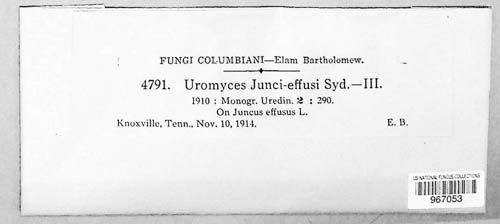 FUNGI COLUMBIANI—Elam Bartholomew.
4791. Uromyces Junci-effusi Syd.—III.
1910 : Monogr. Uredin. 2 : 290.
On Juncus effusus L.
Knoxville, Tenn., Nov. 10, 1914. E. B.
US NATIONAL FUNGUS COLLECTIONS
967053